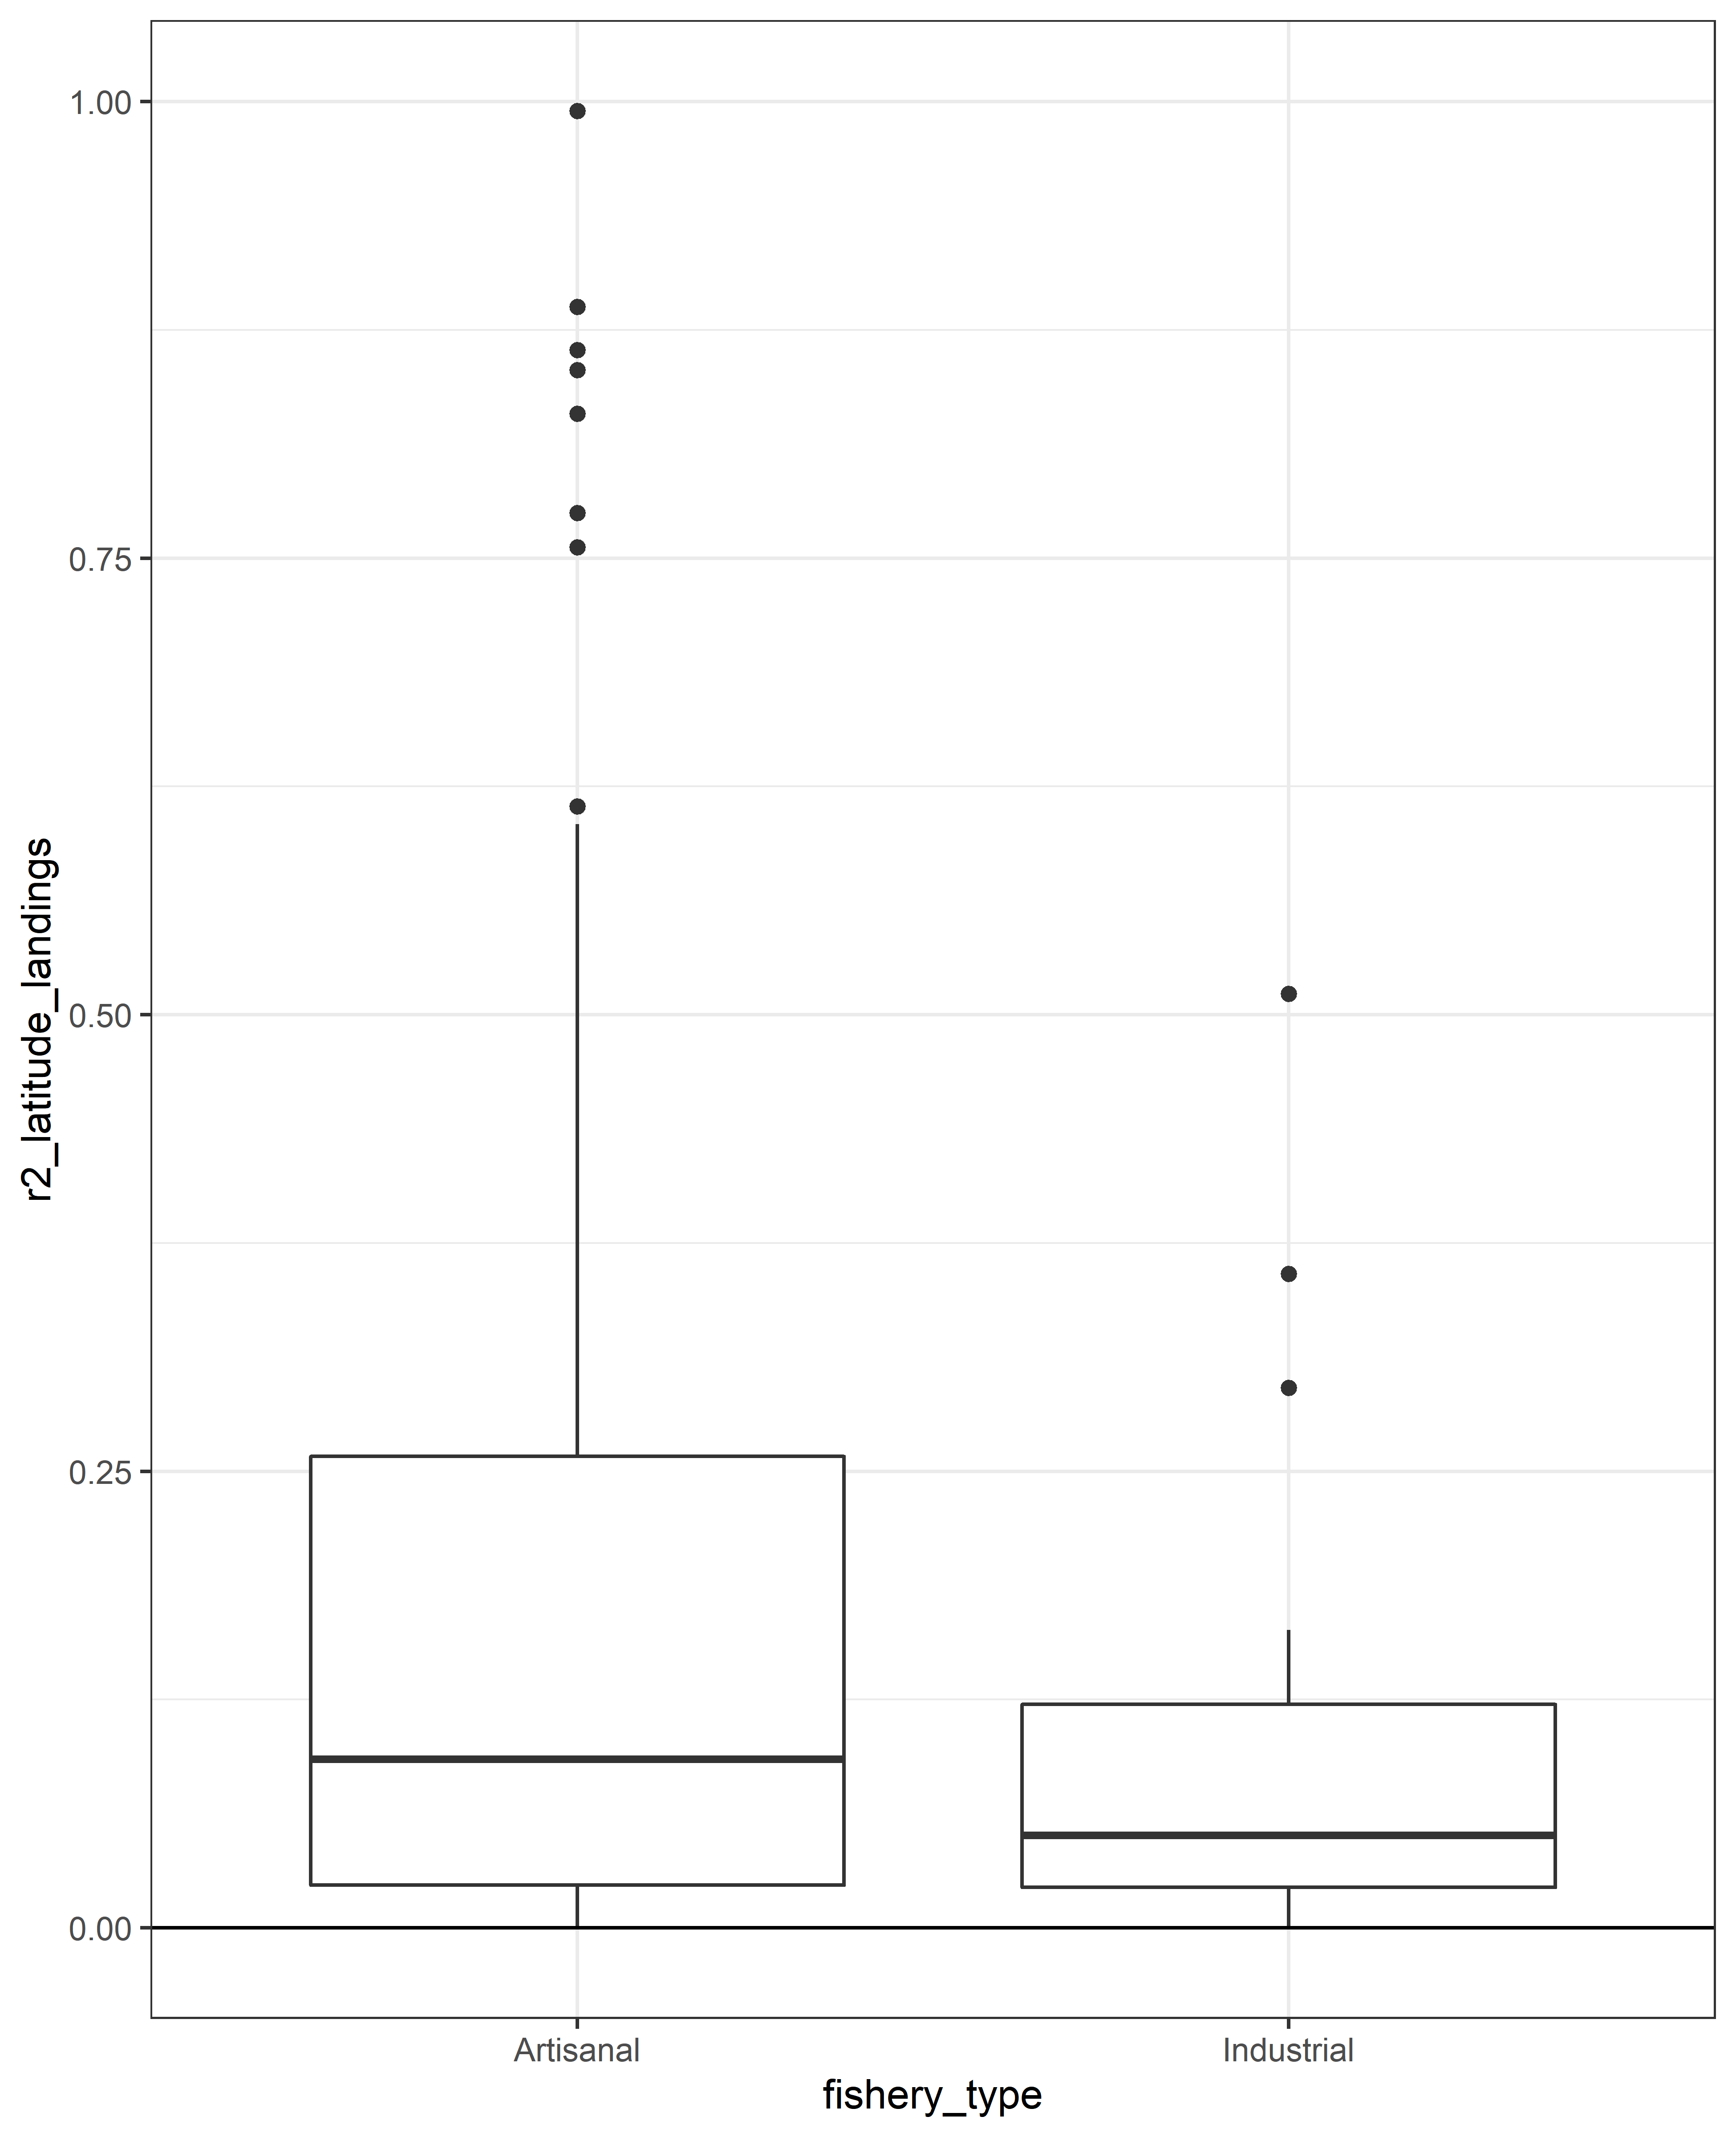 r2_latitude_landings
1.00
0.75
0.50
0.25
0.00
Artisanal
Industrial
fishery_type